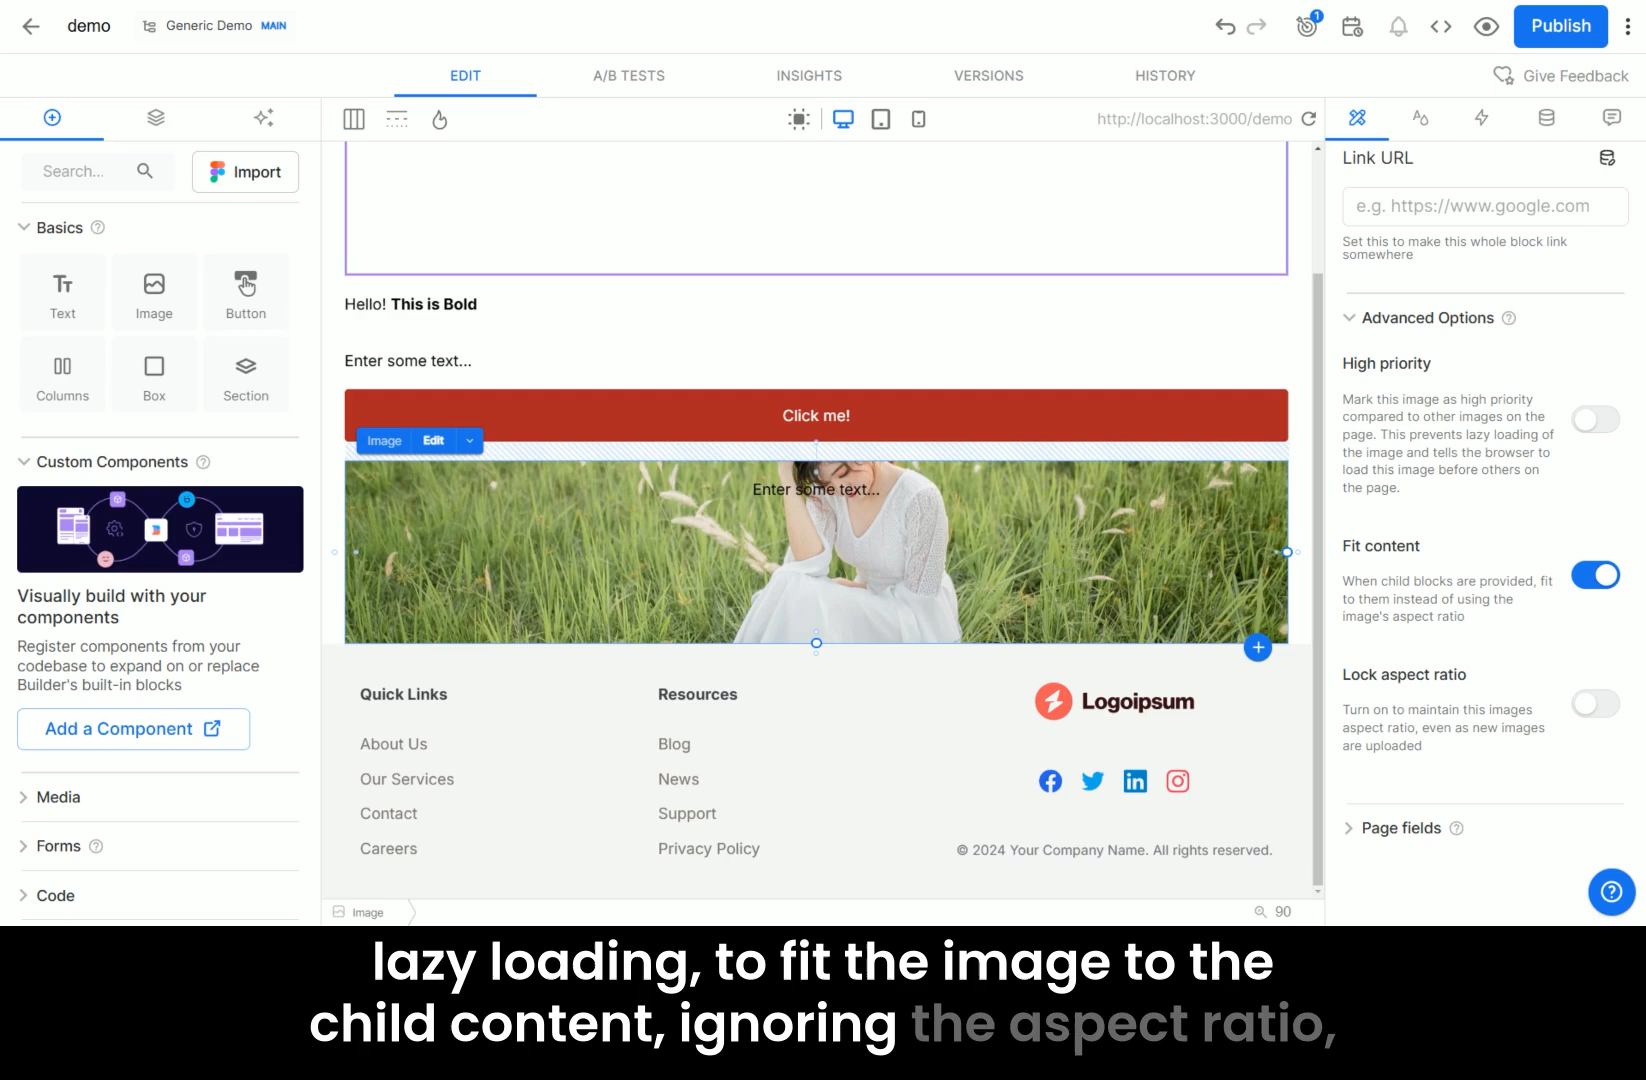 demo
Generic Demo MAIN
1
Publish
EDIT
A/B TESTS
INSIGHTS
VERSIONS
HISTORY
Give Feedback
http://localhost:3000/demo
Search...
Import
Basics
Text
Image
Button
Columns
Box
Section
Custom Components
Visually build with your
components
Register components from your
codebase to expand on or replace
Builder's built-in blocks
Add a Component
Media
Forms
Code
Hello! This is Bold
Enter some text...
Click me!
Image Edit
Enter some text...
Quick Links
About Us
Our Services
Contact
Careers
Resources
Blog
News
Support
Privacy Policy
Logoipsum
© 2024 Your Company Name. All rights reserved.
Image
90
Link URL
e.g. https://www.google.com
Set this to make this whole block link
somewhere
Advanced Options
High priority
Mark this image as high priority
compared to other images on the
page. This prevents lazy loading of
the image and tells the browser to
load this image before others on
the page.
Fit content
When child blocks are provided, fit
to them instead of using the
image's aspect ratio
Lock aspect ratio
Turn on to maintain this images
aspect ratio, even as new images
are uploaded
Page fields
lazy loading, to fit the image to the
child content, ignoring the aspect ratio,